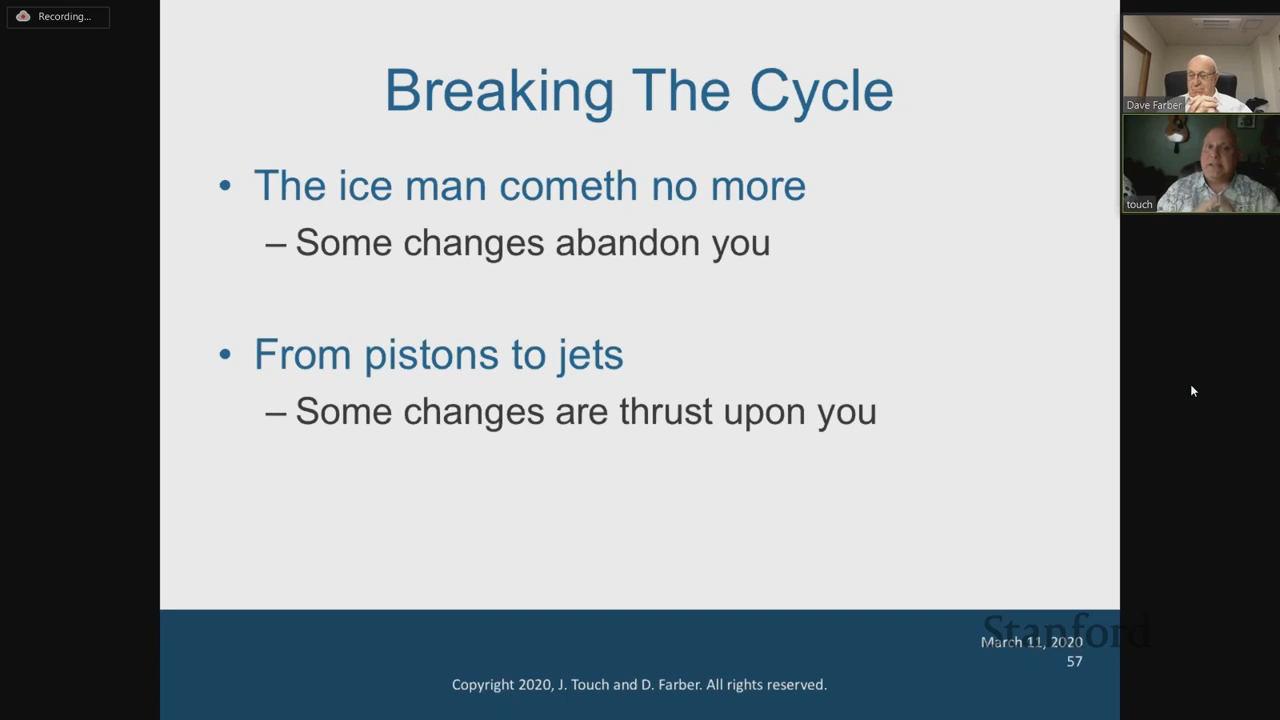 Recording...
Breaking The Cycle
• The ice man cometh no more
– Some changes abandon you
• From pistons to jets
– Some changes are thrust upon you
Dave Farber
touch
Stanford
March 11, 2020
57
Copyright 2020, J. Touch and D. Farber. All rights reserved.